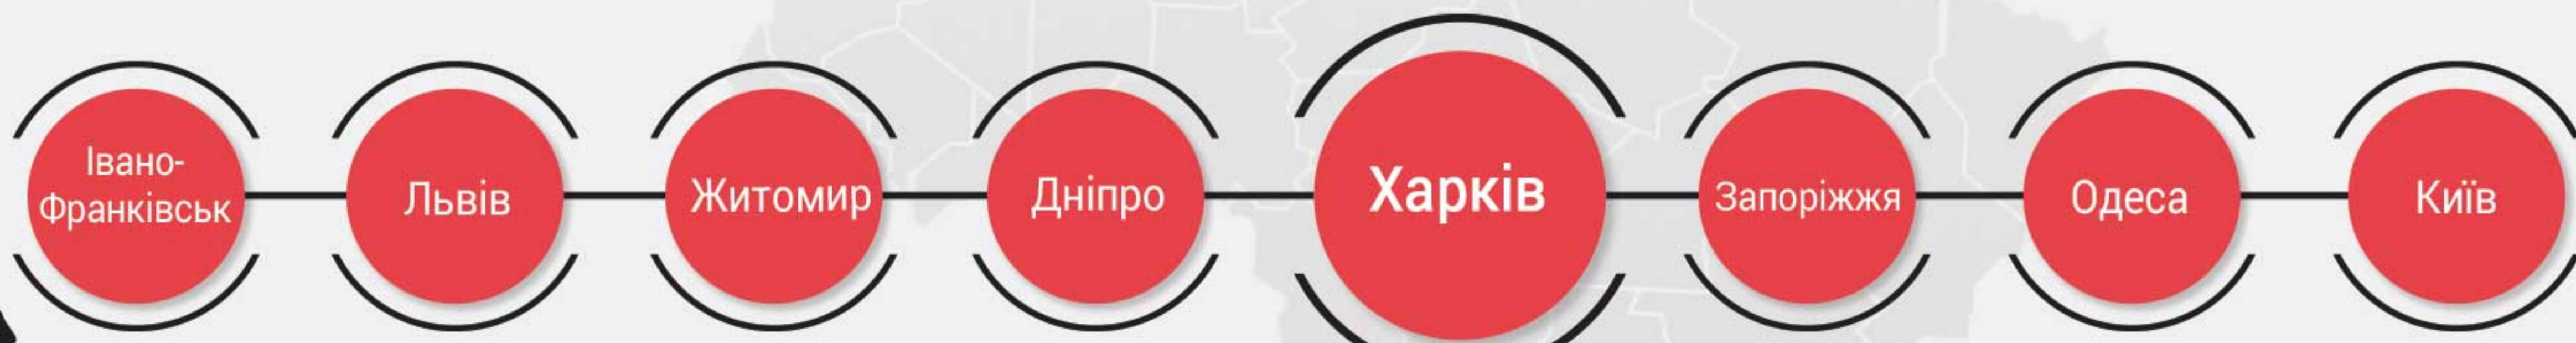 Івано-
Франківськ
Львів
Житомир
Дніпро
Харків
Запоріжжя
Одеса
Київ